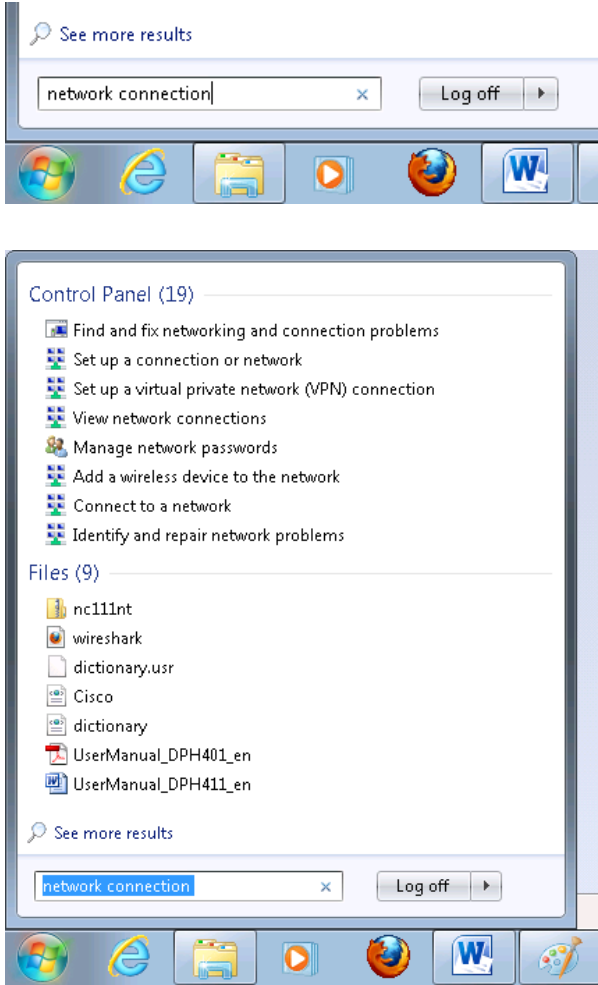 See more results
network connection
Log off
W
Control Panel (19)
Find and fix networking and connection problems
Set up a connection or network
Set up a virtual private network (VPN) connection
View network connections
Manage network passwords
Add a wireless device to the network
Connect to a network
Identify and repair network problems
Files (9)
nc111nt
wireshark
dictionary.usr
Cisco
dictionary
UserManual_DPH401_en
UserManual_DPH411_en
See more results
network connection
Log off
W